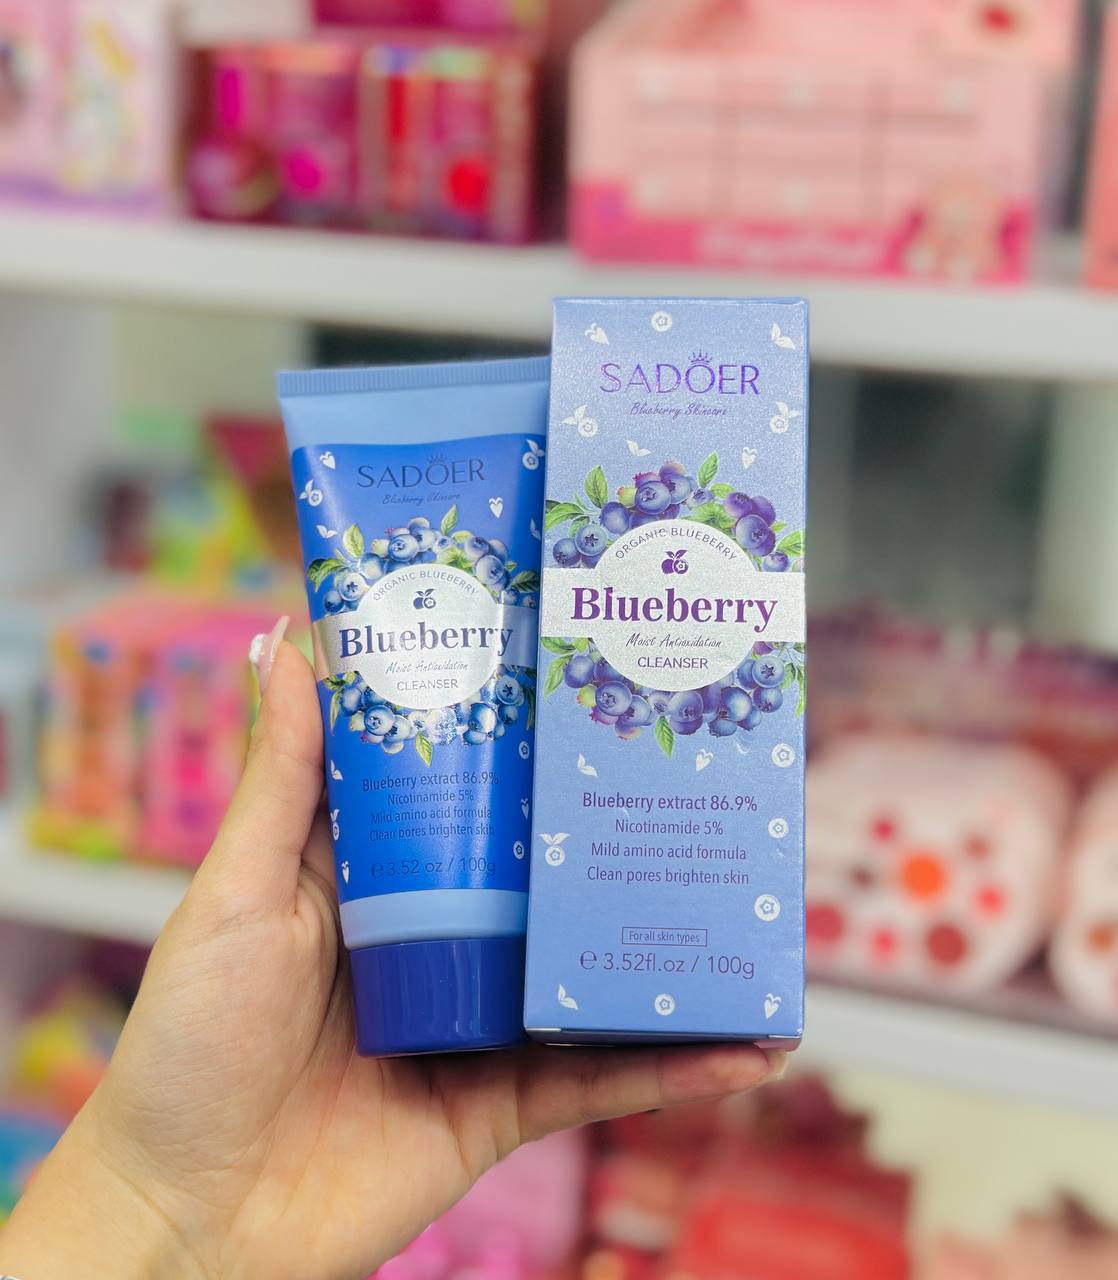 SADOER
Blueberry Skincare
ORGANIC BLUEBERRY
Blueberry
Moist Antioxidation
CLEANSER
Blueberry extract 86.9%
Nicotinamide 5%
Mild amino acid formula
Clean pores brighten skin
℮ 3.52 oz / 100g
SADOER
Blueberry Skincare
ORGANIC BLUEBERRY
Blueberry
Moist Antioxidation
CLEANSER
Blueberry extract 86.9%
Nicotinamide 5%
Mild amino acid formula
Clean pores brighten skin
For all skin types
℮ 3.52fl.oz / 100g